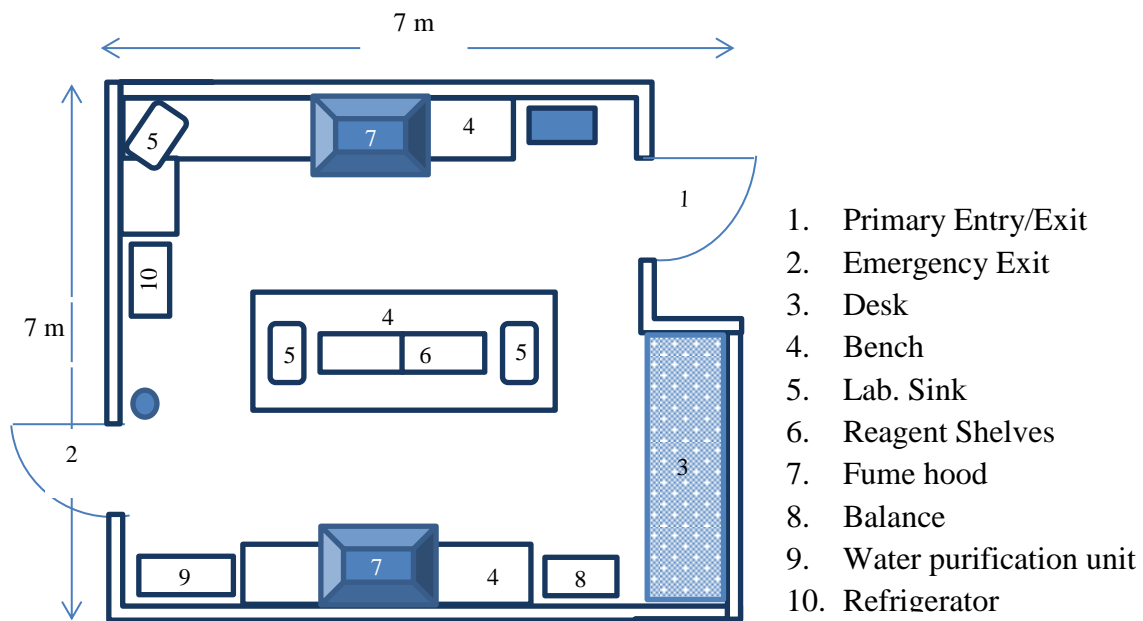 7 m
5
7
4
1
10
4
7 m
5
6
5
2
3
9
7
4
8
1. Primary Entry/Exit
2. Emergency Exit
3. Desk
4. Bench
5. Lab. Sink
6. Reagent Shelves
7. Fume hood
8. Balance
9. Water purification unit
10. Refrigerator